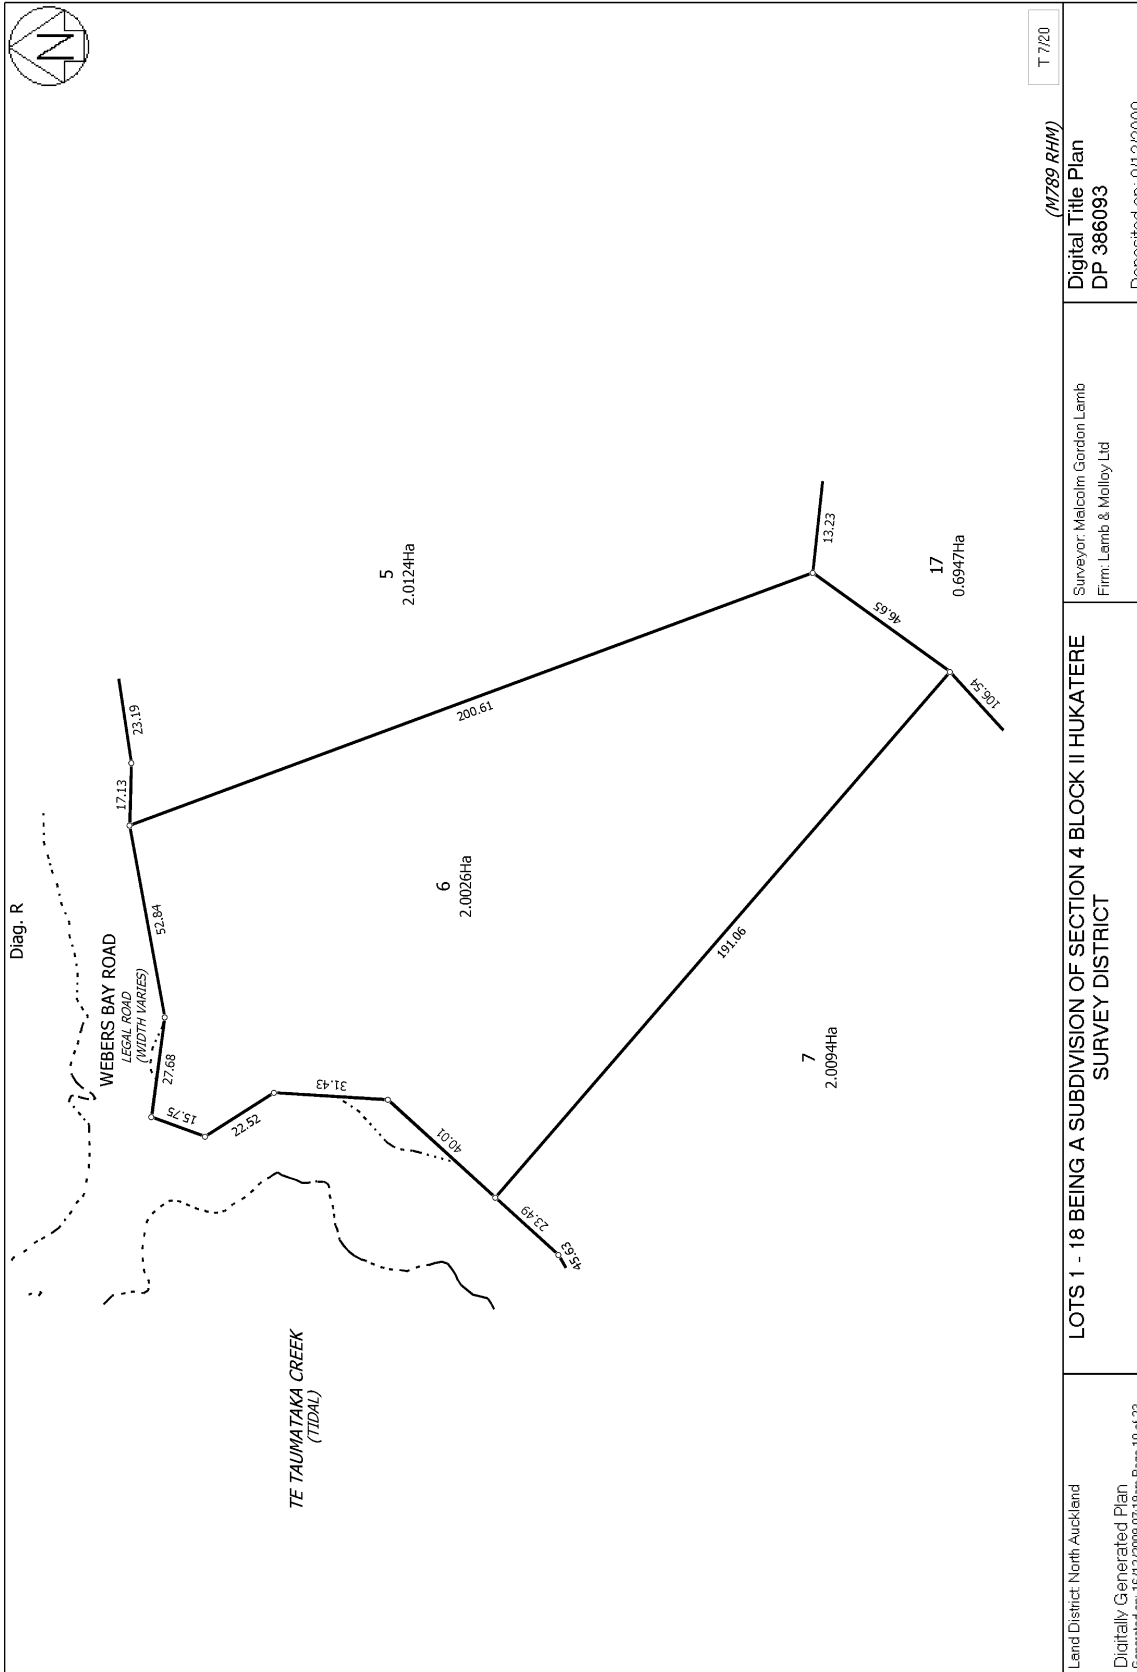 Diag. R
WEBERS BAY ROAD
LEGAL ROAD
(WIDTH VARIES)
TE TAUMATAKA CREEK
(TIDAL)
23.19
17.13
52.84
27.68
15.75
22.52
31.43
40.01
23.49
45.63
200.61
191.06
13.23
46.65
106.54
5
2.0124Ha
6
2.0026Ha
7
2.0094Ha
17
0.6947Ha
N
T 7/20
(M789 RHM)
Land District: North Auckland
Digitally Generated Plan
LOTS 1 - 18 BEING A SUBDIVISION OF SECTION 4 BLOCK II HUKATERE
SURVEY DISTRICT
Surveyor: Malcolm Gordon Lamb
Firm: Lamb & Molloy Ltd
Digital Title Plan
DP 386093
Deposited on: